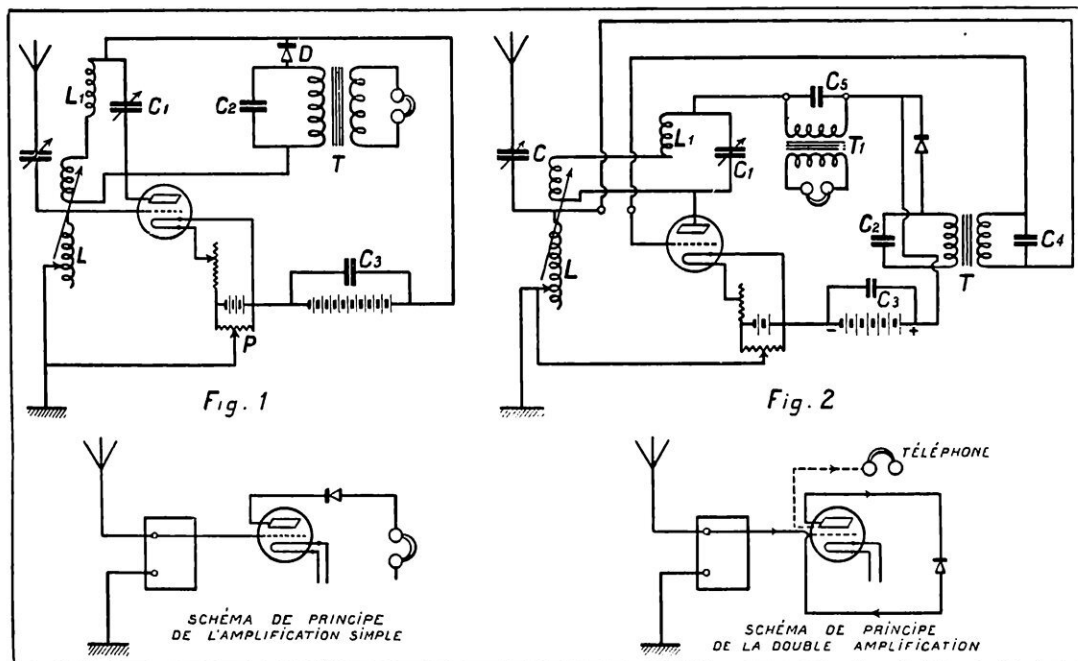 L1
C1
D
C2
T
L
P
C3
Fig. 1
C
L1
C1
C5
T1
L
C2
T
C4
C3
- +
Fig. 2
SCHÉMA DE PRINCIPE
DE L'AMPLIFICATION SIMPLE
TÉLÉPHONE
SCHÉMA DE PRINCIPE
DE LA DOUBLE AMPLIFICATION